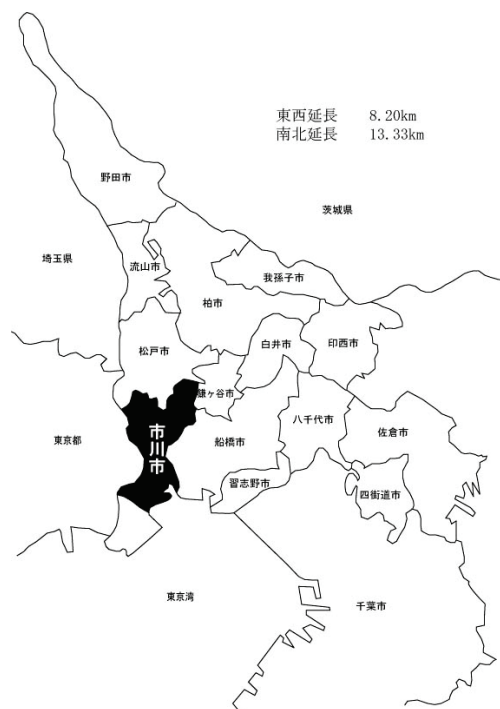 東西延長 8.20km
南北延長 13.33km
野田市
茨城県
埼玉県
流山市
我孫子市
柏市
松戸市
白井市
印西市
鎌ヶ谷市
市川市
東京都
船橋市
八千代市
佐倉市
習志野市
四街道市
東京湾
千葉市